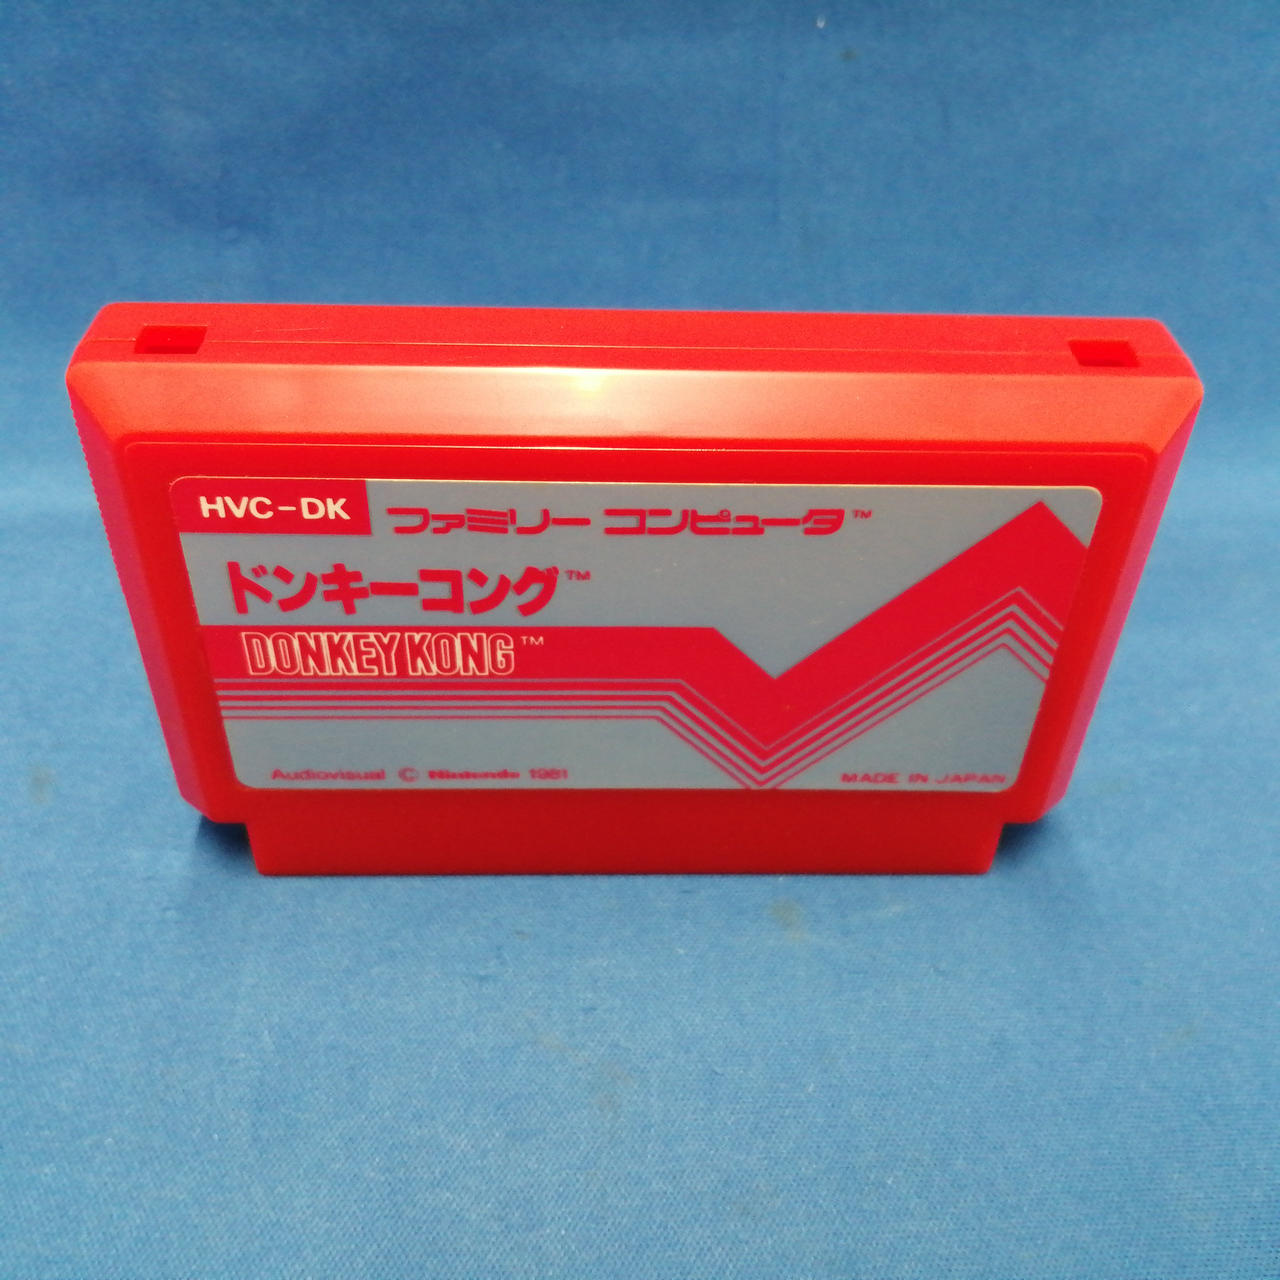 HVC-DK
ファミリー コンピュータ™
ドンキーコング™
DONKEY KONG™
Audiovisual © Nintendo 1981
MADE IN JAPAN